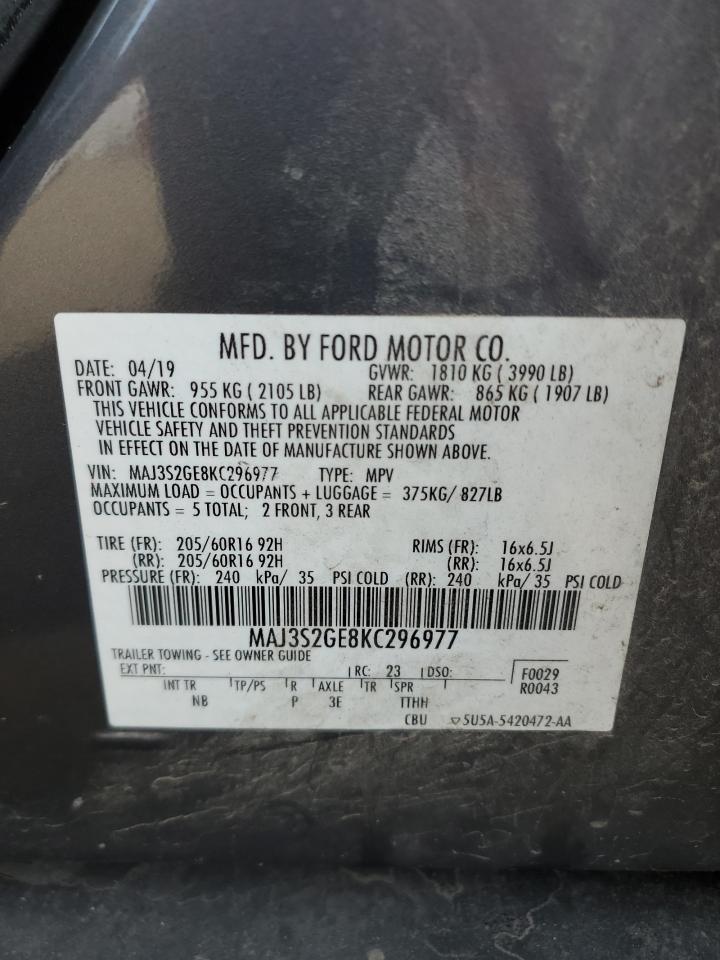 MFD. BY FORD MOTOR CO.
DATE: 04/19 GVWR: 1810 KG ( 3990 LB)
FRONT GAWR: 955 KG ( 2105 LB) REAR GAWR: 865 KG ( 1907 LB)
THIS VEHICLE CONFORMS TO ALL APPLICABLE FEDERAL MOTOR
VEHICLE SAFETY AND THEFT PREVENTION STANDARDS
IN EFFECT ON THE DATE OF MANUFACTURE SHOWN ABOVE.
VIN: MAJ3S2GE8KC296977 TYPE: MPV
MAXIMUM LOAD = OCCUPANTS + LUGGAGE = 375KG/ 827LB
OCCUPANTS = 5 TOTAL; 2 FRONT, 3 REAR
TIRE (FR): 205/60R16 92H RIMS (FR): 16x6.5J
(RR): 205/60R16 92H (RR): 16x6.5J
PRESSURE (FR): 240 kPa/ 35 PSI COLD (RR): 240 kPa/ 35 PSI COLD
MAJ3S2GE8KC296977
TRAILER TOWING - SEE OWNER GUIDE
EXT PNT: RC: 23 DSO: F0029
INT TR TP/PS R AXLE TR SPR R0043
NB P 3E TTHH
CBU ▽5U5A-5420472-AA